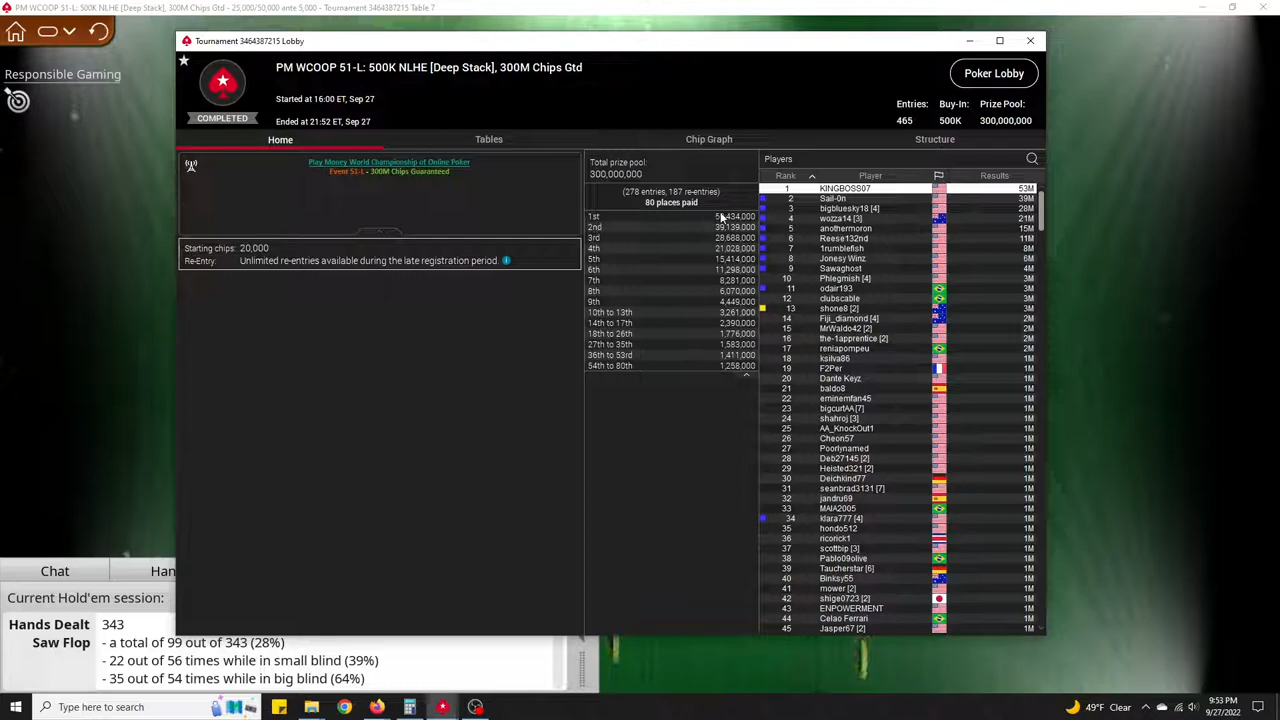 PM WCOOP 51-L: 500K NLHE [Deep Stack], 300M Chips Gtd - 25,000/50,000 ante 5,000 - Tournament 3464387215 Table 7
Responsible Gaming
Tournament 3464387215 Lobby
PM WCOOP 51-L: 500K NLHE [Deep Stack], 300M Chips Gtd
Poker Lobby
Started at 16:00 ET, Sep 27
COMPLETED
Ended at 21:52 ET, Sep 27
Entries: Buy-In: Prize Pool:
465 500K 300,000,000
Home Tables Chip Graph Structure
Play Money World Championship of Online Poker
Event 51-L - 300M Chips Guaranteed
Starting chips: 20,000
Re-Entry: Unlimited re-entries available during the late registration period.
Total prize pool:
300,000,000
(278 entries, 187 re-entries)
80 places paid
1st
2nd 39,139,000
3rd 28,688,000
4th 21,028,000
5th 15,414,000
6th 11,298,000
7th 8,281,000
8th 6,070,000
9th 4,449,000
10th to 13th 3,261,000
14th to 17th 2,390,000
18th to 26th 1,776,000
27th to 35th 1,583,000
36th to 53rd 1,411,000
54th to 80th 1,258,000
Players
Rank Player Results
1 KINGBOSS07 53M
2 Sail-0n 39M
3 bigbluesky18 [4] 28M
4 wozza14 [3] 21M
5 anothermoron 15M
6 Reese132nd 11M
7 1rumblefish 8M
8 Jonesy Winz 6M
9 Sawaghost 4M
10 Phlegmish [4] 3M
11 odair193 3M
12 clubscable 3M
13 shone8 [2] 3M
14 Fiji_diamond [4] 2M
15 MrWaldo42 [2] 2M
16 the-1apprentice [2] 2M
17 reniapompeu 2M
18 ksilva86 1M
19 F2Per 1M
20 Dante Keyz 1M
21 baldo8 1M
22 eminemfan45 1M
23 bigcurtAA [7] 1M
24 shahroj [3] 1M
25 AA_KnockOut1 1M
26 Cheon57 1M
27 Poorlynamed 1M
28 Deb27145 [2] 1M
29 Heisted321 [2] 1M
30 Deichkind77 1M
31 seanbrad3131 [7] 1M
32 jandru69 1M
33 MAIA2005 1M
34 klara777 [4] 1M
35 hondo512 1M
36 ricorick1 1M
37 scottbip [3] 1M
38 Pablo09olive 1M
39 Taucherstar [6] 1M
40 Binksy55 1M
41 mower [2] 1M
42 shige0723 [2] 1M
43 ENPOWERMENT 1M
44 Celao Ferrari 1M
45 Jasper67 [2] 1M
Chat Han
Current Hold'em session:
Hands Dealt 343
Saw Flop - a total of 99 out of 343 (28%)
- 22 out of 56 times while in small blind (39%)
- 35 out of 54 times while in big blind (64%)
Type here to search
78°F Clear
9:53 PM
9/27/2022